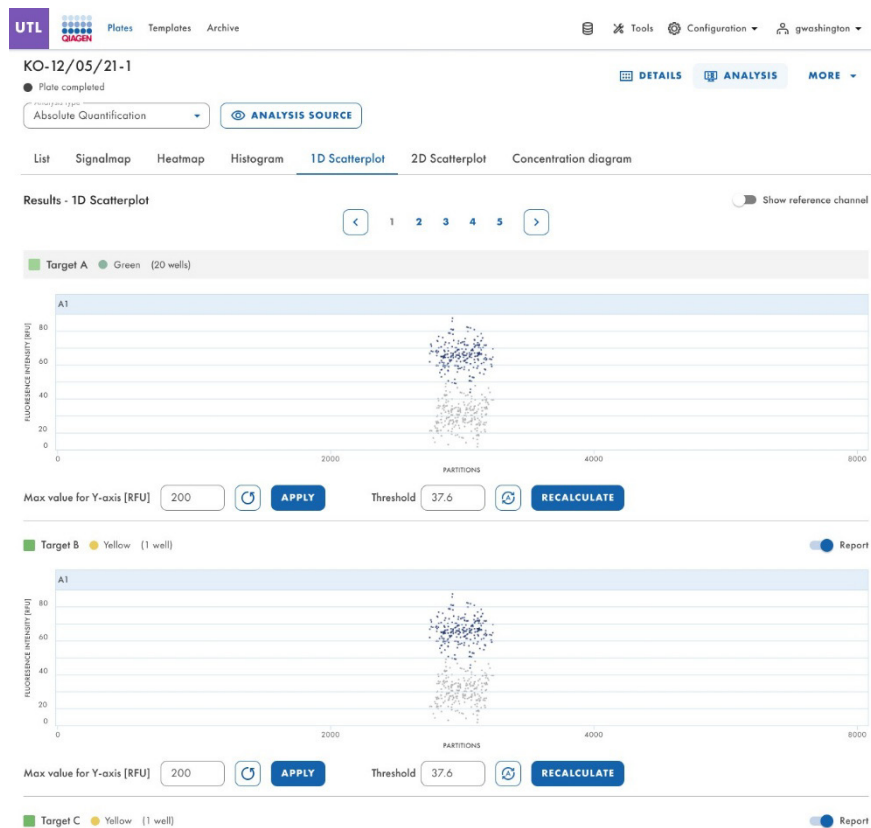 UTL QIAGEN Plates Templates Archive Tools Configuration gwashington
KO-12/05/21-1
Plate completed
DETAILS ANALYSIS MORE
Analysis type
Absolute Quantification ANALYSIS SOURCE
List Signalmap Heatmap Histogram 1D Scatterplot 2D Scatterplot Concentration diagram
Results - 1D Scatterplot
Show reference channel
1 2 3 4 5
Target A Green (20 wells)
A1
FLUORESENCE INTENSITY [RFU]
80
60
40
20
0
0 2000 4000 8000
PARTITIONS
Max value for Y-axis [RFU] 200 APPLY Threshold 37.6 A RECALCULATE
Target B Yellow (1 well) Report
A1
FLUORESENCE INTENSITY [RFU]
80
60
40
20
0
0 2000 4000 8000
PARTITIONS
Max value for Y-axis [RFU] 200 APPLY Threshold 37.6 A RECALCULATE
Target C Yellow (1 well) Report